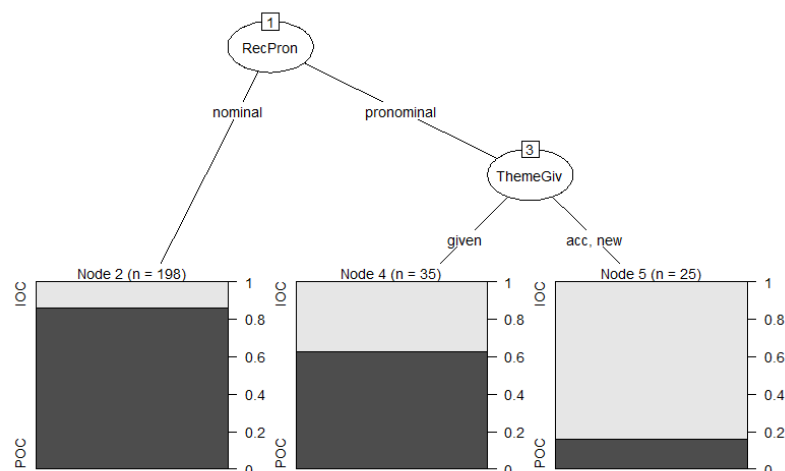 1
RecPron
nominal
pronominal
3
ThemeGiv
given
acc, new
Node 2 (n = 198)
IOC
POC
1
0.8
0.6
0.4
0.2
0
Node 4 (n = 35)
IOC
POC
1
0.8
0.6
0.4
0.2
0
Node 5 (n = 25)
IOC
POC
1
0.8
0.6
0.4
0.2
0